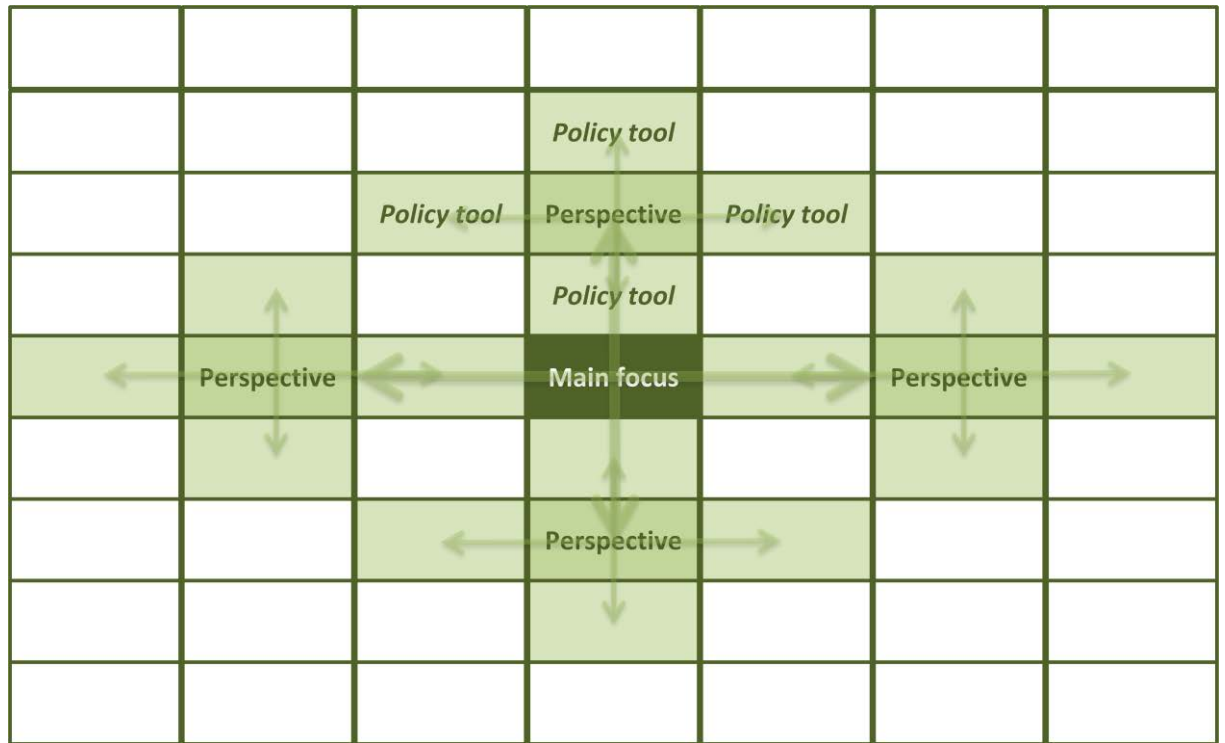 Policy tool
Policy tool Perspective Policy tool
Policy tool
Perspective Main focus Perspective
Perspective